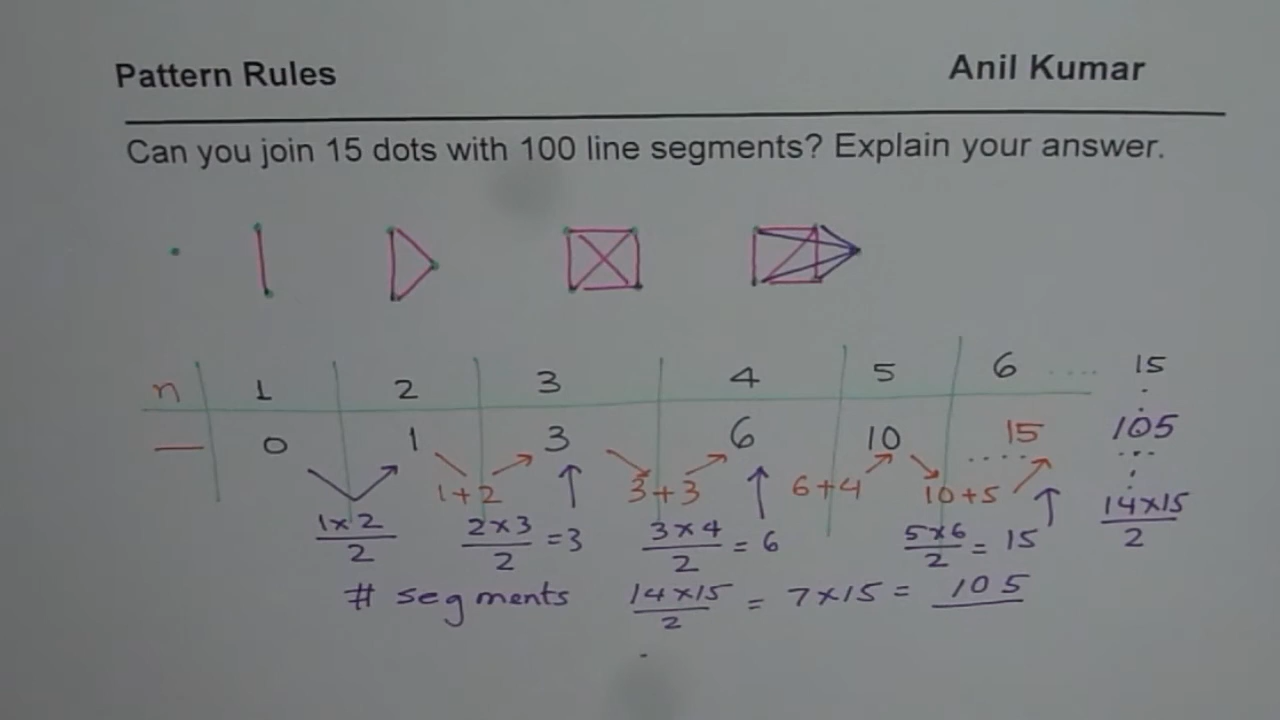 Pattern Rules Anil Kumar
Can you join 15 dots with 100 line segments? Explain your answer.
n 1 2 3 4 5 6 .... 15
— 0 1 3 6 10 15 105
1+2 3+3 6+4 10+5
1×2/2 2×3/2 = 3 3×4/2 = 6 5×6/2 = 15 14×15/2
# segments 14×15/2 = 7×15 = 105